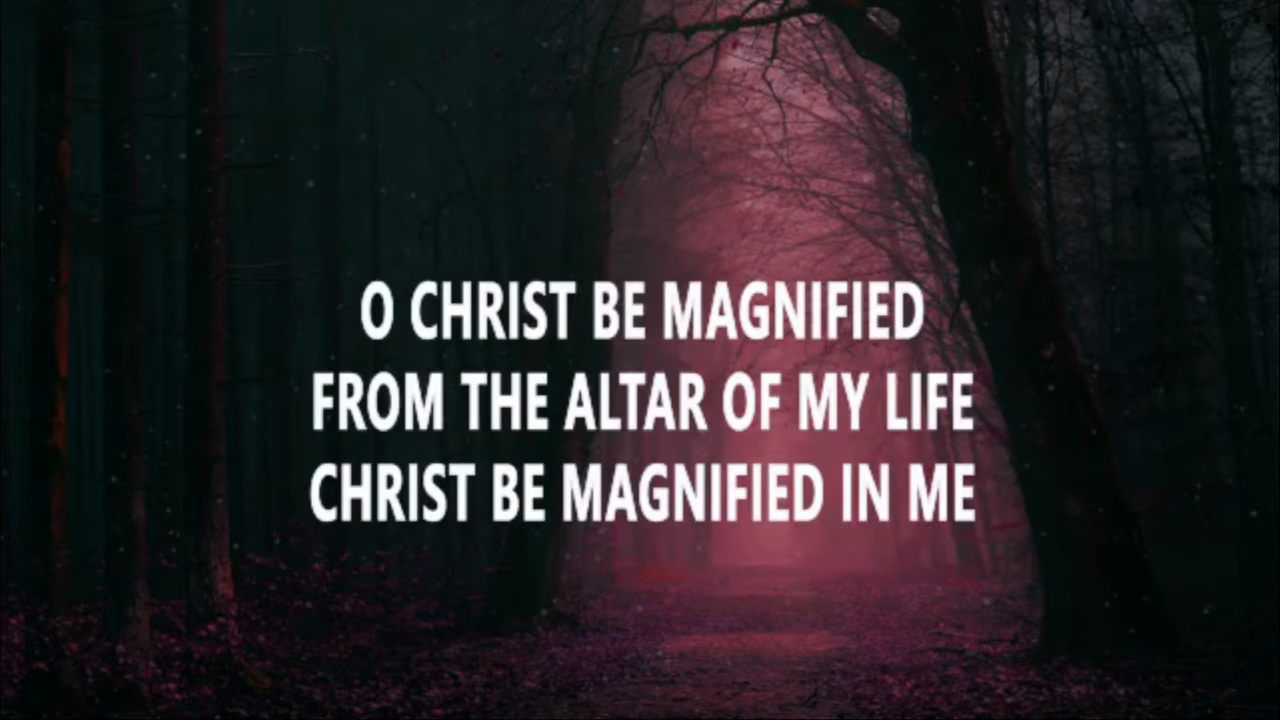 O CHRIST BE MAGNIFIED
FROM THE ALTAR OF MY LIFE
CHRIST BE MAGNIFIED IN ME